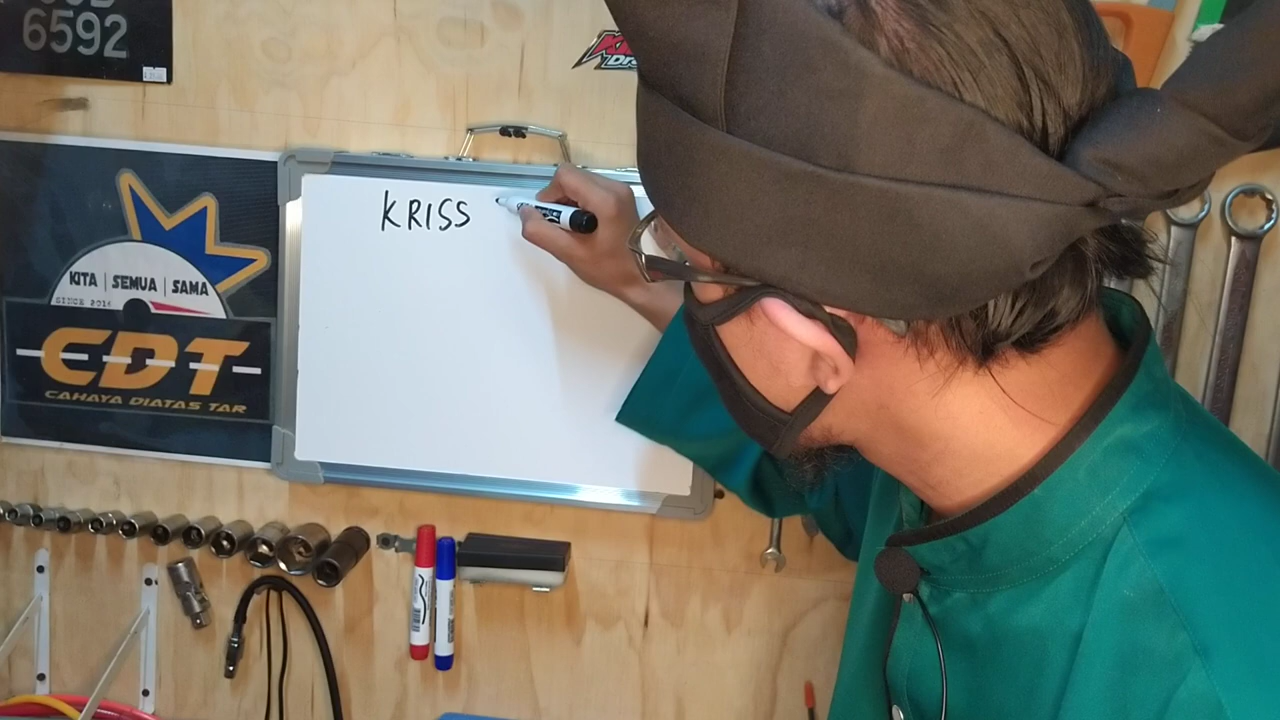 6592
KRISS
KITA | SEMUA | SAMA
SINCE 2016
CDT
CAHAYA DIATAS TAR